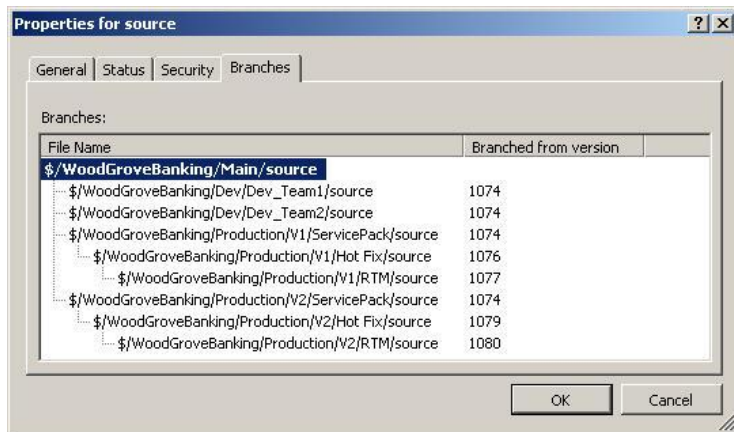 Properties for source
General Status Security Branches
Branches:
File Name Branched from version
$/WoodGroveBanking/Main/source
$/WoodGroveBanking/Dev/Dev_Team1/source 1074
$/WoodGroveBanking/Dev/Dev_Team2/source 1074
$/WoodGroveBanking/Production/V1/ServicePack/source 1074
$/WoodGroveBanking/Production/V1/Hot Fix/source 1076
$/WoodGroveBanking/Production/V1/RTM/source 1077
$/WoodGroveBanking/Production/V2/ServicePack/source 1074
$/WoodGroveBanking/Production/V2/Hot Fix/source 1079
$/WoodGroveBanking/Production/V2/RTM/source 1080
OK Cancel